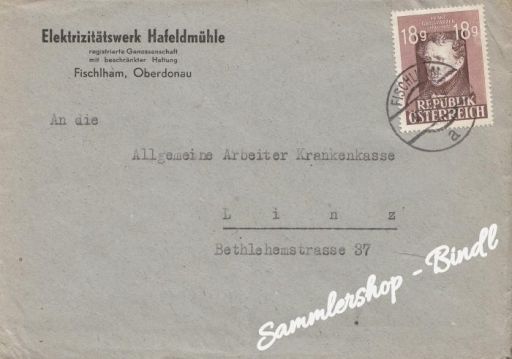 Elektrizitätswerk Hafeldmühle
registrierte Genossenschaft
mit beschränkter Haftung
Fischlham, Oberdonau
18g 18g
REPUBLIK
ÖSTERREICH
An die
Allgemeine Arbeiter Krankenkasse
Linz
Bethlehemstrasse 37
Sammlershop - Bindl